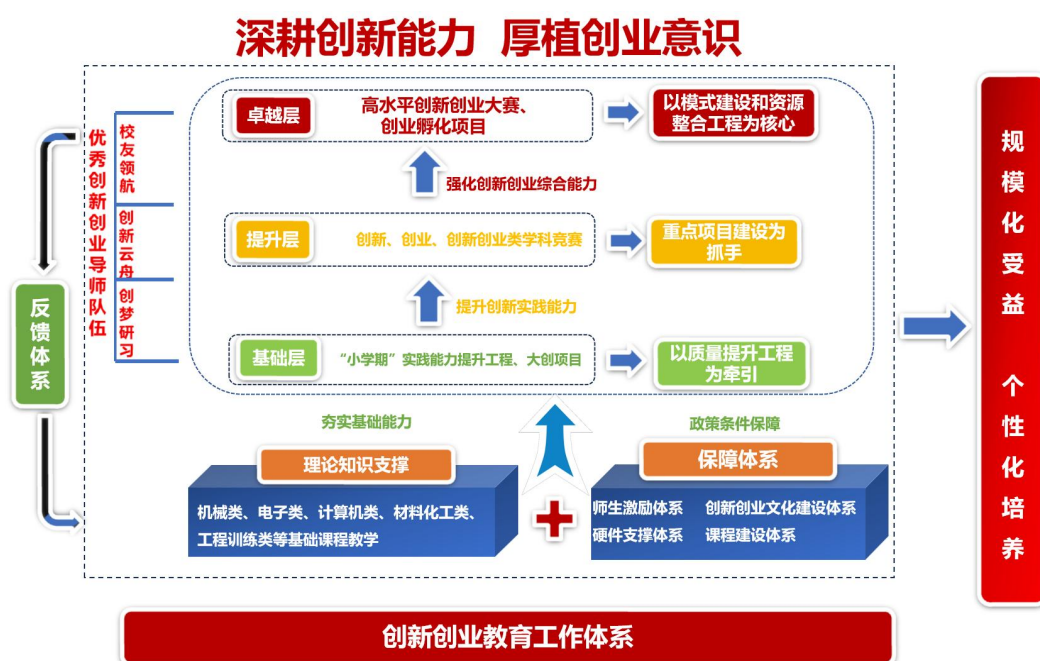 深耕创新能力 厚植创业意识
卓越层
高水平创新创业大赛、
创业孵化项目
以模式建设和资源
整合工程为核心
强化创新创业综合能力
提升层
创新、创业、创新创业类学科竞赛
重点项目建设为
抓手
提升创新实践能力
基础层
“小学期”实践能力提升工程、大创项目
以质量提升工程
为牵引
优秀创新创业导师队伍
校友领航
创新云舟
创梦研习
反馈体系
夯实基础能力
政策条件保障
理论知识支撑
机械类、电子类、计算机类、材料化工类、
工程训练类等基础课程教学
保障体系
师生激励体系 创新创业文化建设体系
硬件支撑体系 课程建设体系
规模化受益 个性化培养
创新创业教育工作体系